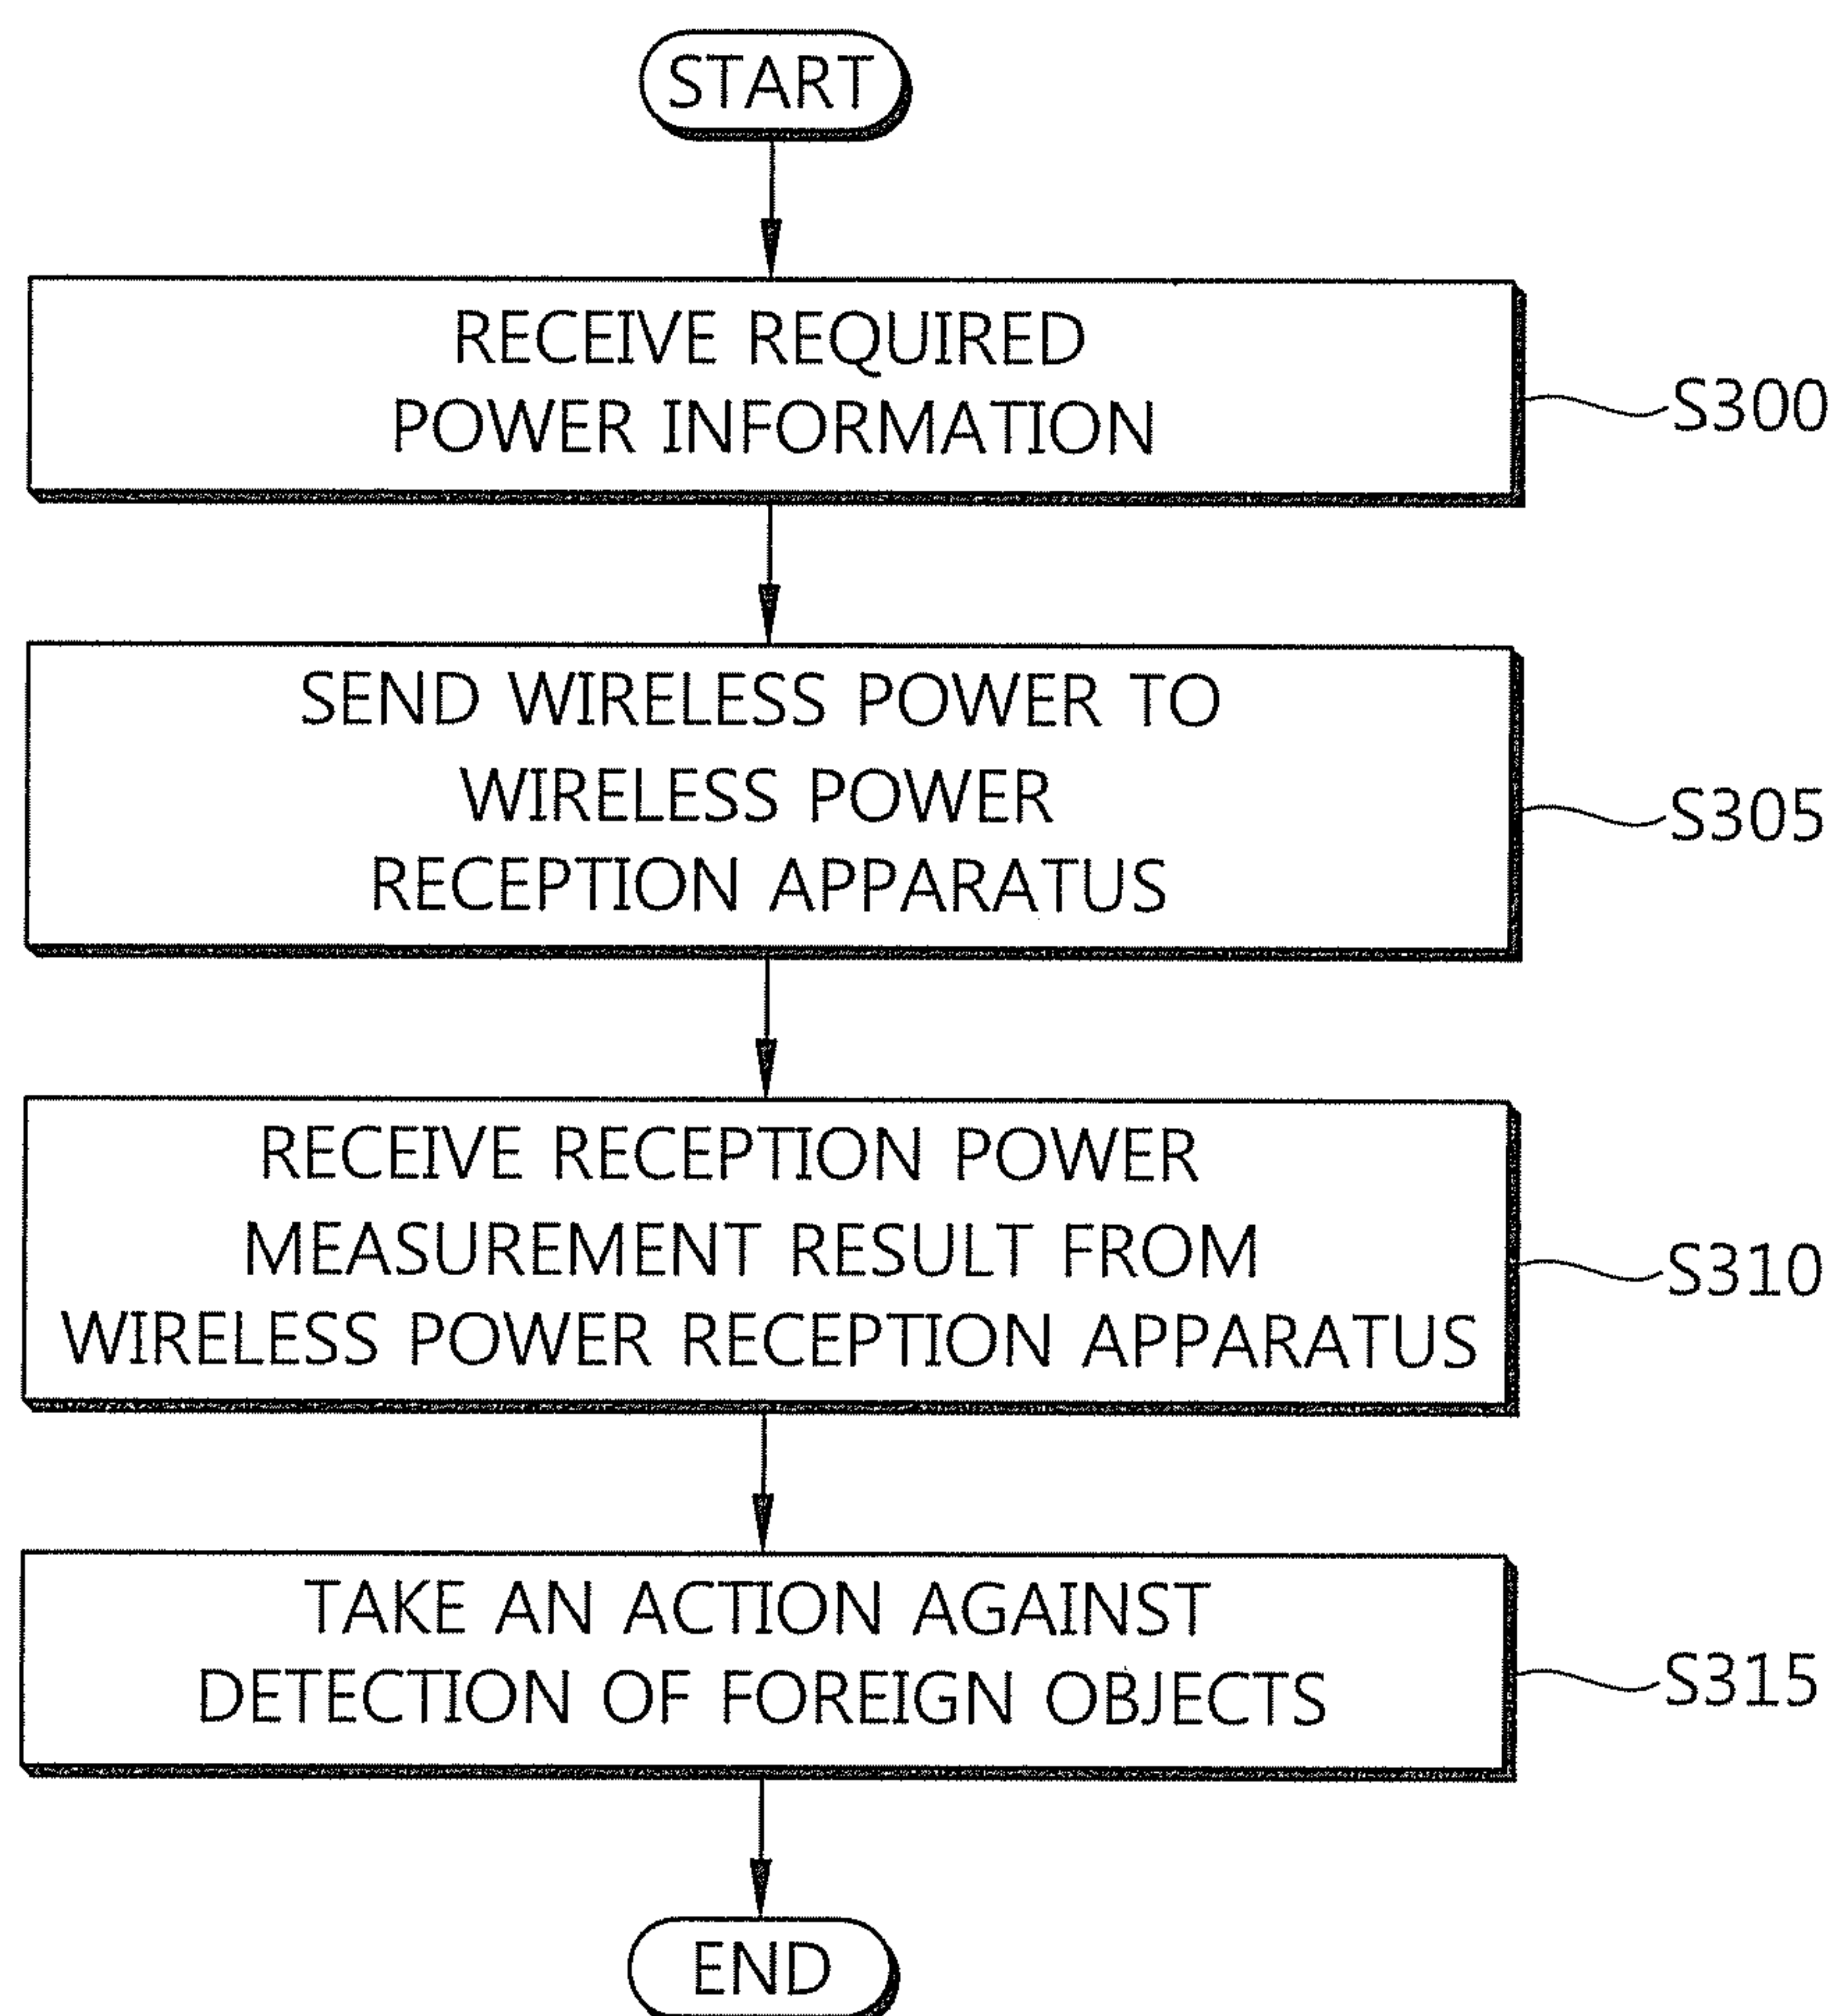 START
RECEIVE REQUIRED
POWER INFORMATION
S300
SEND WIRELESS POWER TO
WIRELESS POWER
RECEPTION APPARATUS
S305
RECEIVE RECEPTION POWER
MEASUREMENT RESULT FROM
WIRELESS POWER RECEPTION APPARATUS
S310
TAKE AN ACTION AGAINST
DETECTION OF FOREIGN OBJECTS
S315
END